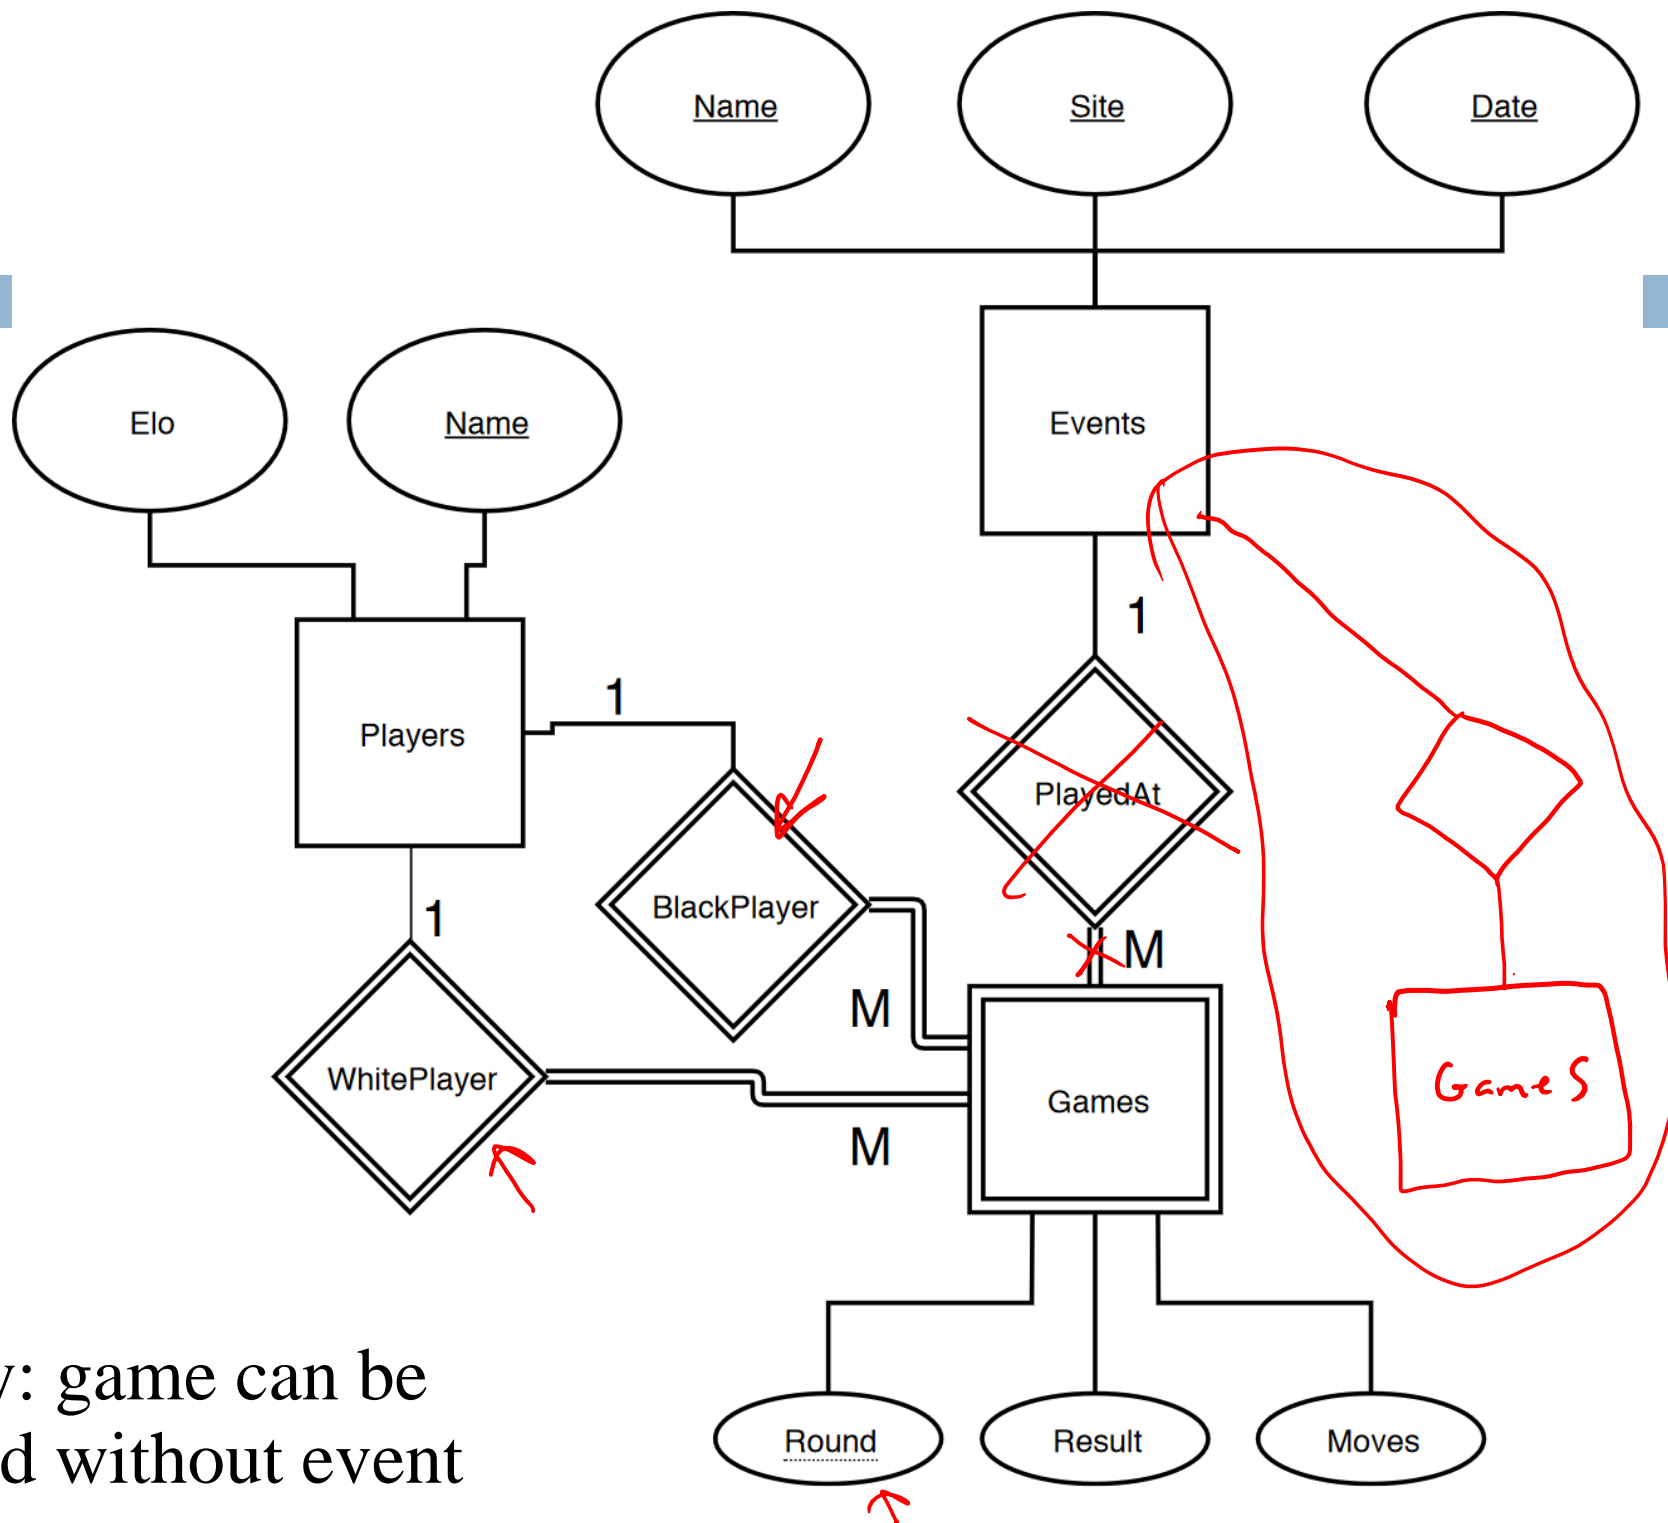 Name
Site
Date
Elo
Name
Events
1
Players
1
PlayedAt
BlackPlayer
1
M
M
WhitePlayer
Games
Games
M
: game can be
d without event
Round
Result
Moves